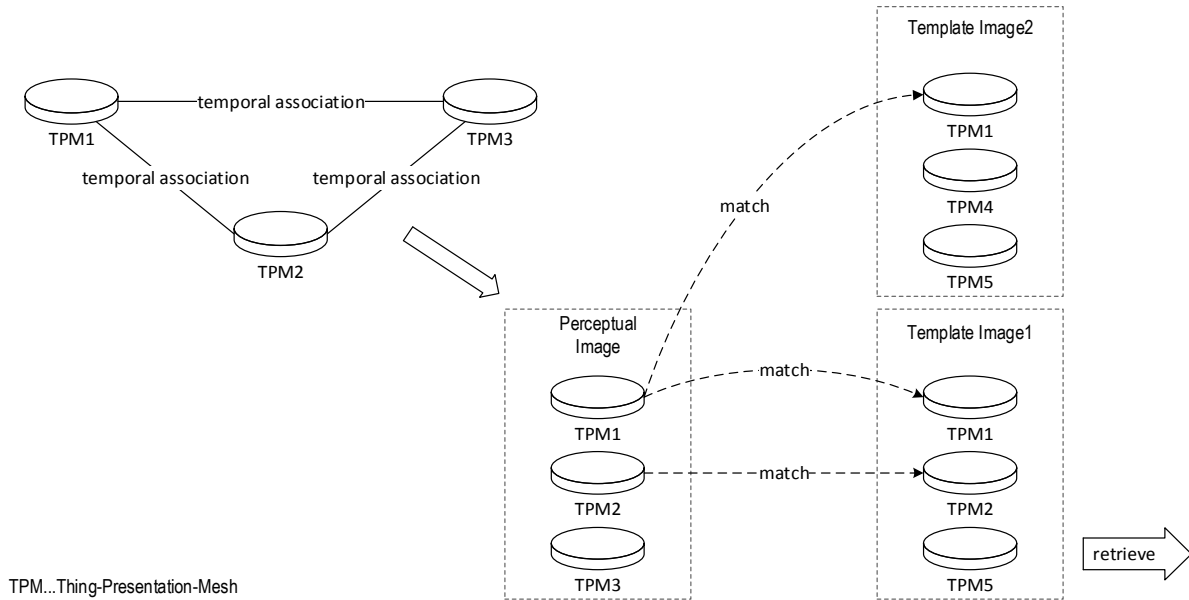 Template Image2
TPM1
temporal association
TPM3
temporal association
temporal association
TPM2
match
TPM1
TPM4
TPM5
Perceptual
Image
TPM1
TPM2
TPM3
match
match
Template Image1
TPM1
TPM2
TPM5
retrieve
TPM...Thing-Presentation-Mesh